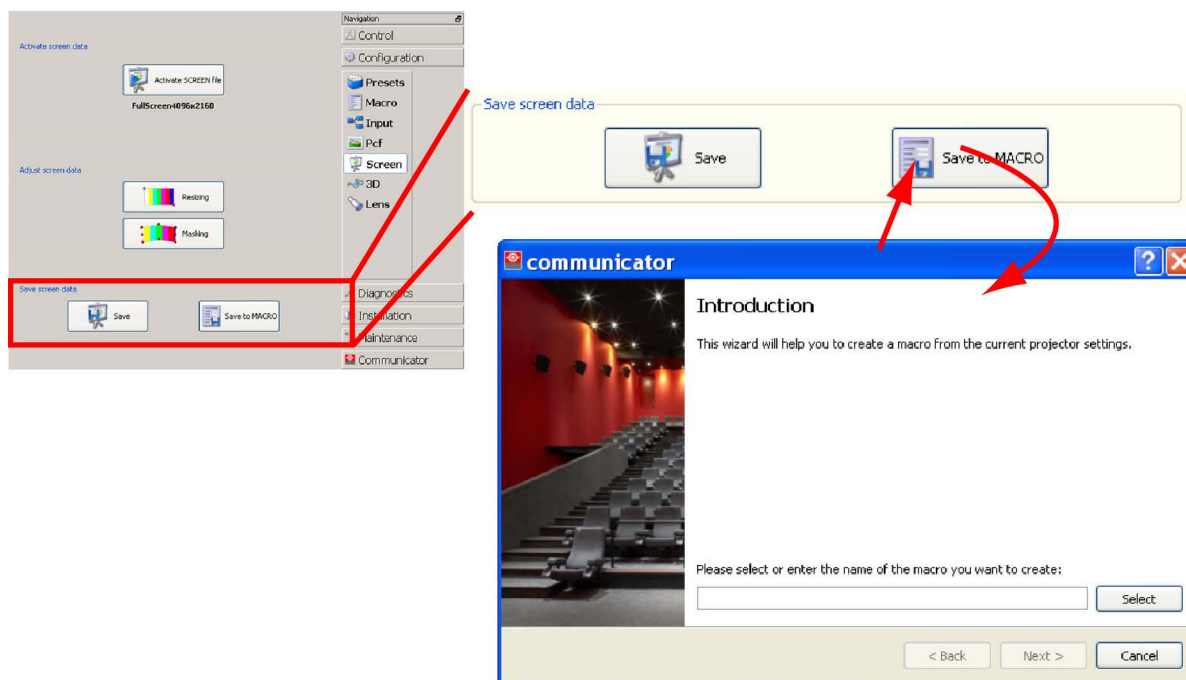 Navigation
Control
Configuration
Presets
Macro
Input
Pcf
Screen
3D
Lens
Diagnostics
Installation
Maintenance
Communicator
Activate screen data
Activate SCREEN file
FullScreen4096x2160
Adjust screen data
Resizing
Masking
Save screen data
Save
Save to MACRO
Save screen data
Save
Save to MACRO
communicator
Introduction
This wizard will help you to create a macro from the current projector settings.
Please select or enter the name of the macro you want to create:
Select
< Back
Next >
Cancel